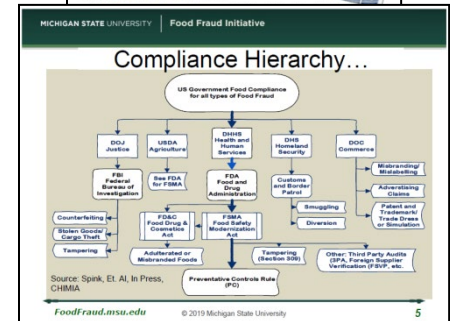 MICHIGAN STATE UNIVERSITY | Food Fraud Initiative
Compliance Hierarchy…
US Government Food Compliance
for all types of Food Fraud
DOJ
Justice
USDA
Agriculture
DHHS
Health and
Human
Services
DHS
Homeland
Security
DOC
Commerce
FBI
Federal
Bureau of
Investigation
See FDA
for FSMA
FDA
Food and
Drug
Administration
Customs
and Border
Patrol
Misbranding/
Mislabelling
Advertising
Claims
Patent and
Trademark/
Trade Dress
or Simulation
Smuggling
Diversion
Counterfeiting
Stolen Goods/
Cargo Theft
Tampering
FD&C
Food Drug &
Cosmetics
Act
FSMA
Food Safety
Modernization
Act
Adulterated or
Misbranded Foods
Tampering
(Section 309)
Other: Third Party Audits
(3PA, Foreign Supplier
Verification (FSVP, etc.
Preventative Controls Rule
(PC)
Source: Spink, Et. Al, In Press,
CHIMIA
FoodFraud.msu.edu
© 2019 Michigan State University
5